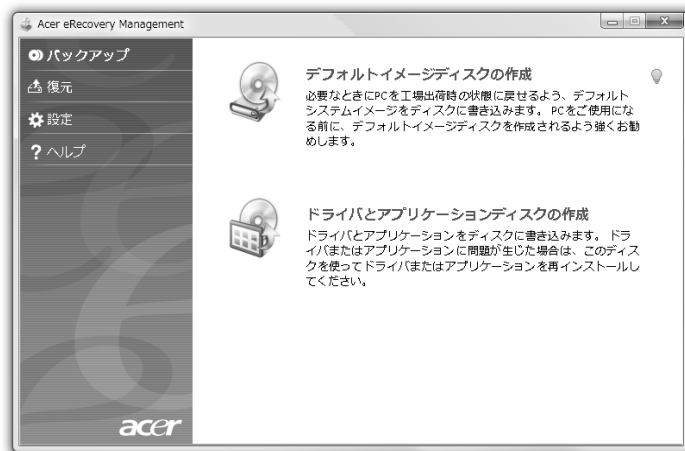 Acer eRecovery Management
バックアップ
復元
設定
? ヘルプ
デフォルトイメージディスクの作成
必要なときにPCを工場出荷時の状態に戻せるよう、デフォルト
システムイメージをディスクに書き込みます。 PCをご使用にな
る前に、デフォルトイメージディスクを作成されるよう強くお勧
めします。
ドライバとアプリケーションディスクの作成
ドライバとアプリケーションをディスクに書き込みます。 ドラ
イバまたはアプリケーションに問題が生じた場合は、このディス
クを使ってドライバまたはアプリケーションを再インストールし
てください。
acer